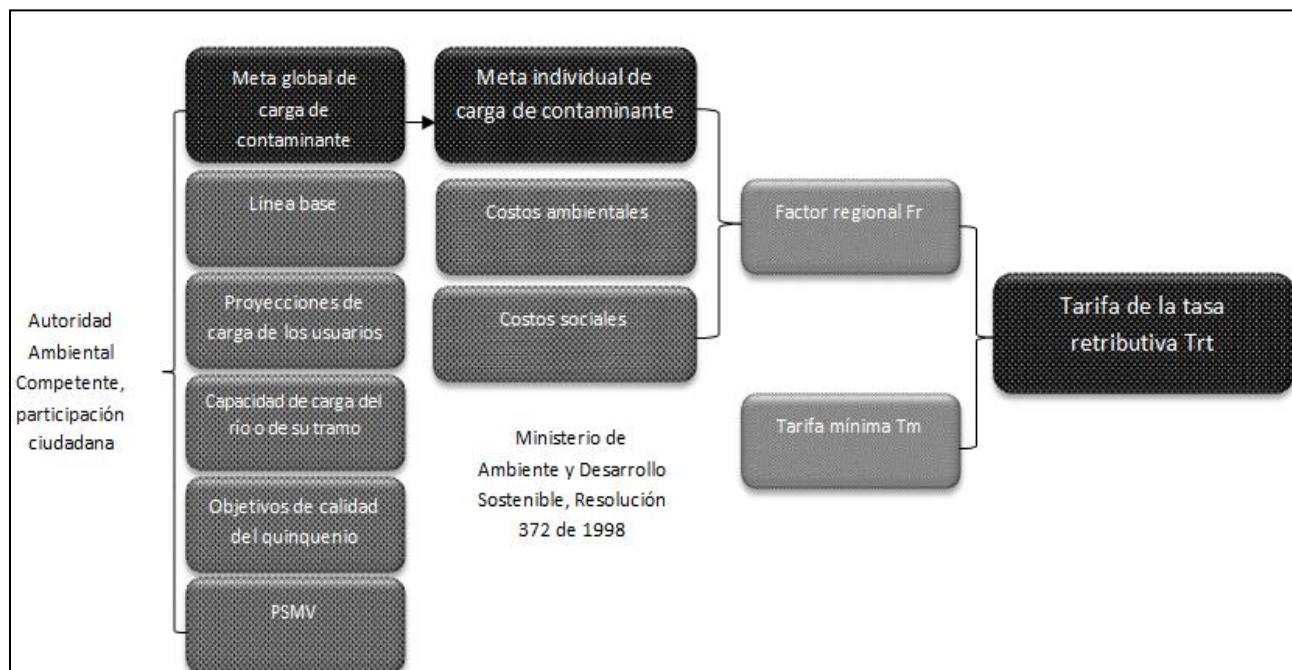 Autoridad
Ambiental
Competente,
participación
ciudadana
Meta global de
carga de
contaminante
Línea base
Proyecciones de
carga de los usuarios
Capacidad de carga del
río o de su tramo
Objetivos de calidad
del quinquenio
PSMV
Meta individual de
carga de contaminante
Costos ambientales
Costos sociales
Ministerio de
Ambiente y Desarrollo
Sostenible, Resolución
372 de 1998
Factor regional Fr
Tarifa mínima Tm
Tarifa de la tasa
retributiva Trt